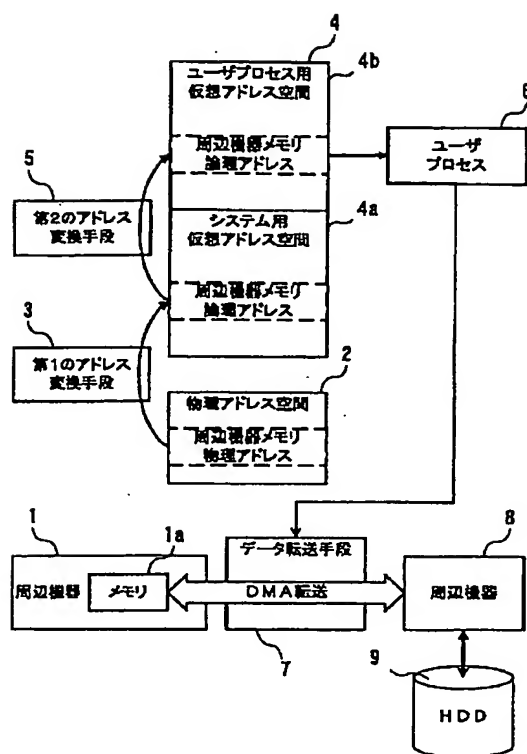 4
4b
ユーザプロセス用
仮想アドレス空間
6
周辺機器メモリ
論理アドレス
ユーザ
プロセス
5
4a
第2のアドレス
変換手段
システム用
仮想アドレス空間
周辺機器メモリ
論理アドレス
3
第1のアドレス
変換手段
2
物理アドレス空間
周辺機器メモリ
物理アドレス
1
1a
データ転送手段
8
周辺機器
メモリ
DMA転送
周辺機器
7
9
HDD